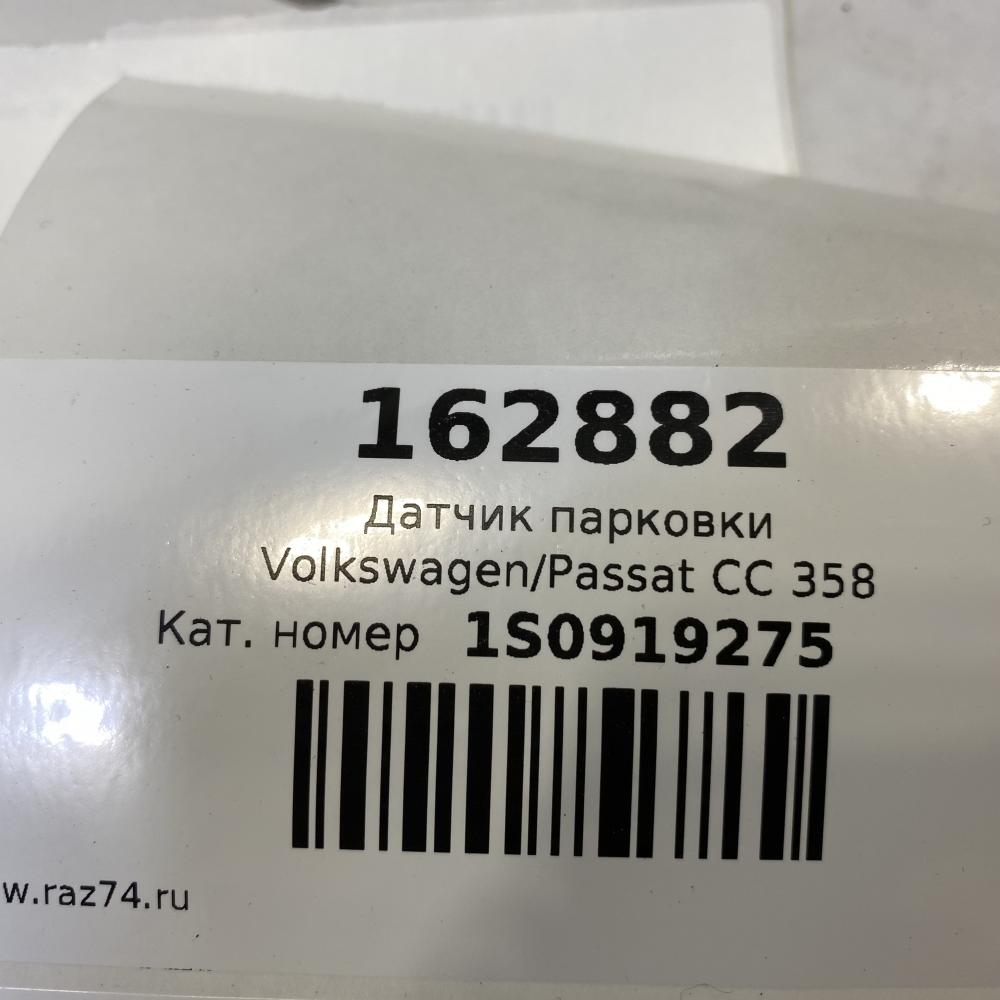 162882
Датчик парковки
Volkswagen/Passat CC 358
Кат. номер 1S0919275
w.raz74.ru